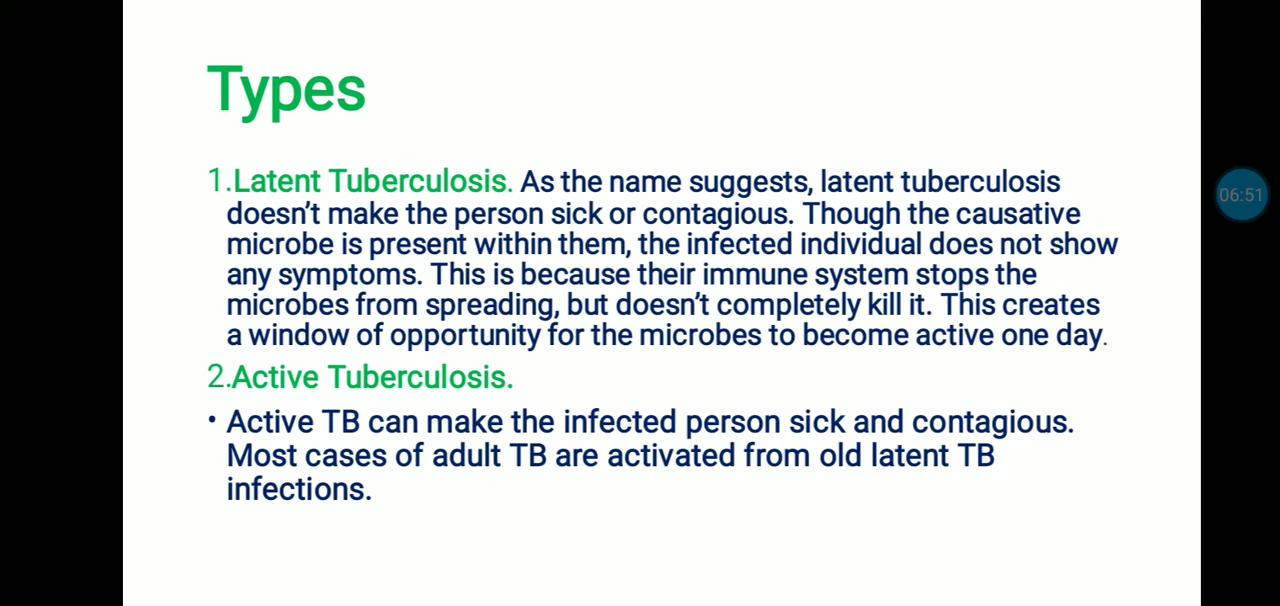 Types
1.Latent Tuberculosis. As the name suggests, latent tuberculosis
doesn’t make the person sick or contagious. Though the causative
microbe is present within them, the infected individual does not show
any symptoms. This is because their immune system stops the
microbes from spreading, but doesn’t completely kill it. This creates
a window of opportunity for the microbes to become active one day.
2.Active Tuberculosis.
• Active TB can make the infected person sick and contagious.
Most cases of adult TB are activated from old latent TB
infections.
06:51